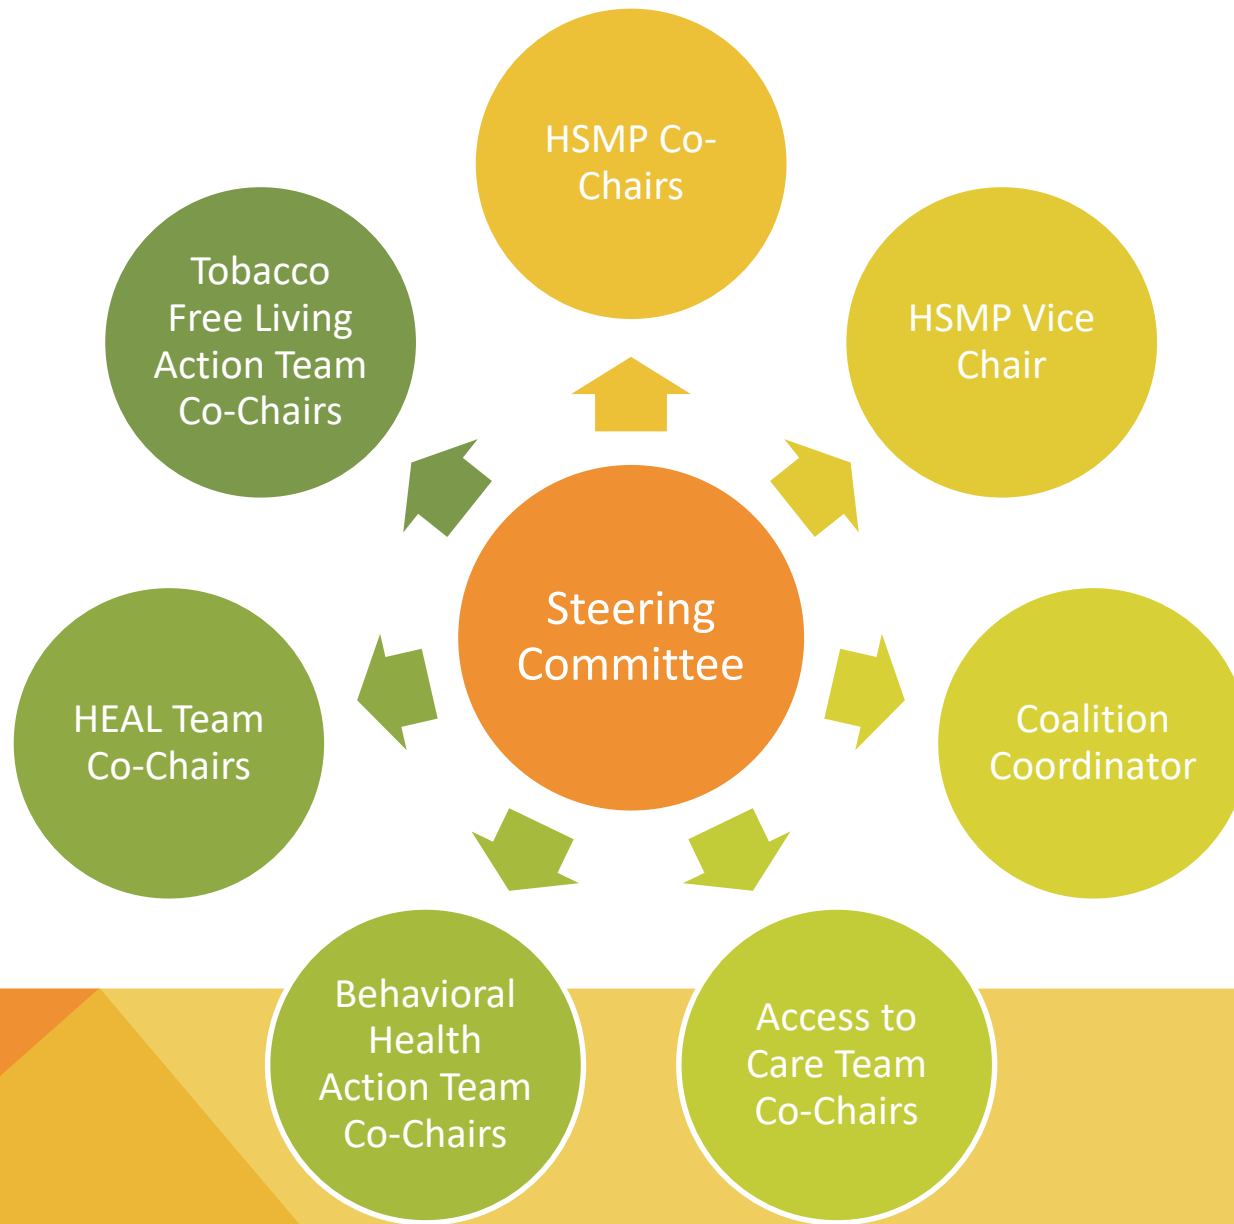 HSMP Co-
Chairs
HSMP Vice
Chair
Coalition
Coordinator
Access to
Care Team
Co-Chairs
Behavioral
Health
Action Team
Co-Chairs
HEAL Team
Co-Chairs
Tobacco
Free Living
Action Team
Co-Chairs
Steering
Committee